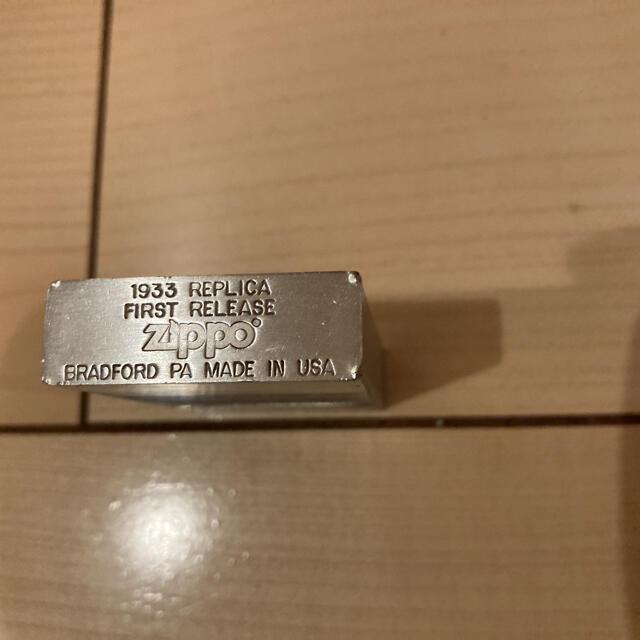 1933 REPLICA
FIRST RELEASE
zippo®
BRADFORD PA MADE IN USA